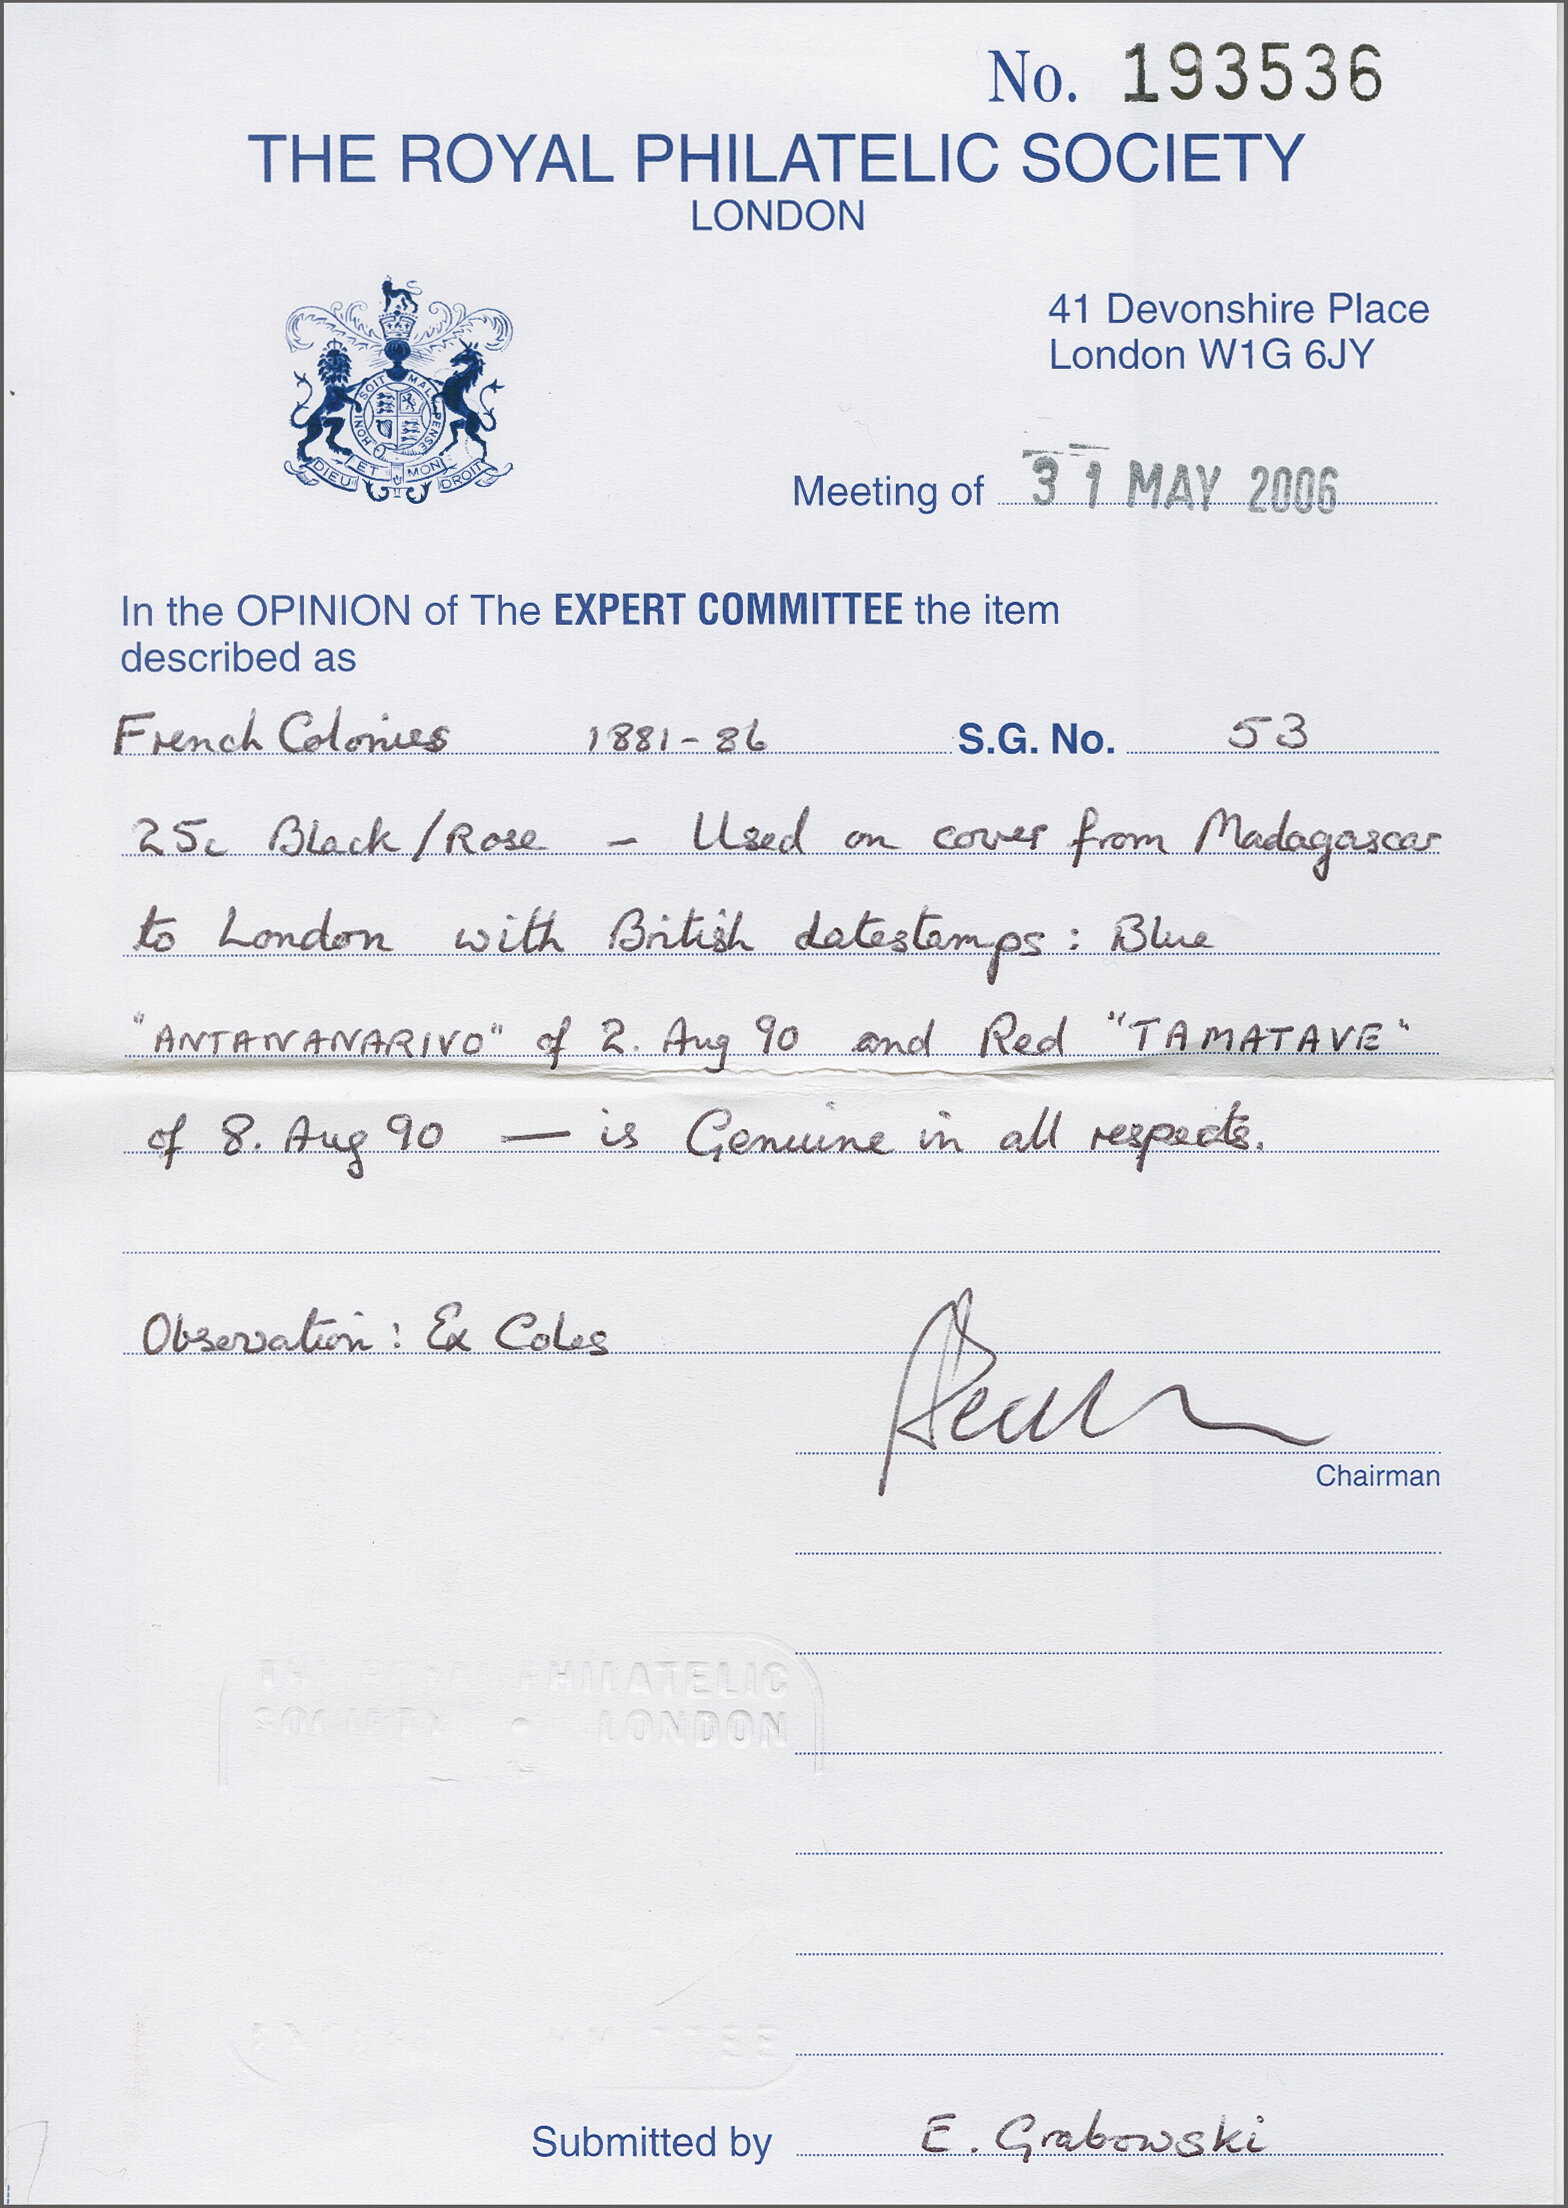 No. 193536
THE ROYAL PHILATELIC SOCIETY
LONDON
HONI SOIT MAL PENSE
DIEU ET MON DROIT
41 Devonshire Place
London W1G 6JY
Meeting of 31 MAY 2006
In the OPINION of The EXPERT COMMITTEE the item
described as
French Colonies 1881-86 S.G. No. 53
25c Black/Rose - Used on cover from Madagascar
to London with British datestamps: Blue
"ANTANANARIVO" of 2. Aug 90 and Red "TAMATAVE"
of 8. Aug 90 — is Genuine in all respects.
Observation: Ex Coles
Chairman
PHILATELIC
SOCIETY • LONDON
Submitted by E. Grabowski